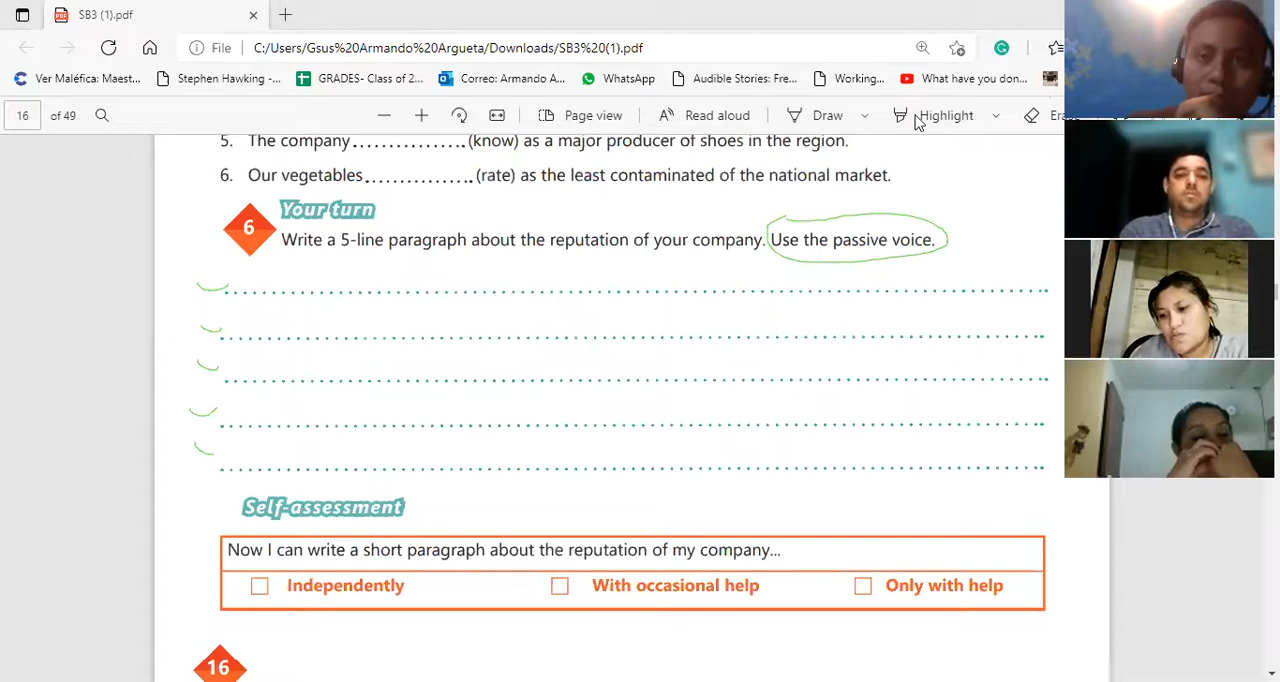 SB3 (1).pdf
File C:/Users/Gsus%20Armando%20Argueta/Downloads/SB3%20(1).pdf
Ver Maléfica: Maest... Stephen Hawking -... GRADES- Class of 2... Correo: Armando A... WhatsApp Audible Stories: Fre... Working... What have you don...
16 of 49 Page view Read aloud Draw Highlight
5. The company................(know) as a major producer of shoes in the region.
6. Our vegetables................(rate) as the least contaminated of the national market.
Your turn
6 Write a 5-line paragraph about the reputation of your company. Use the passive voice.
Self-assessment
Now I can write a short paragraph about the reputation of my company...
Independently With occasional help Only with help
16